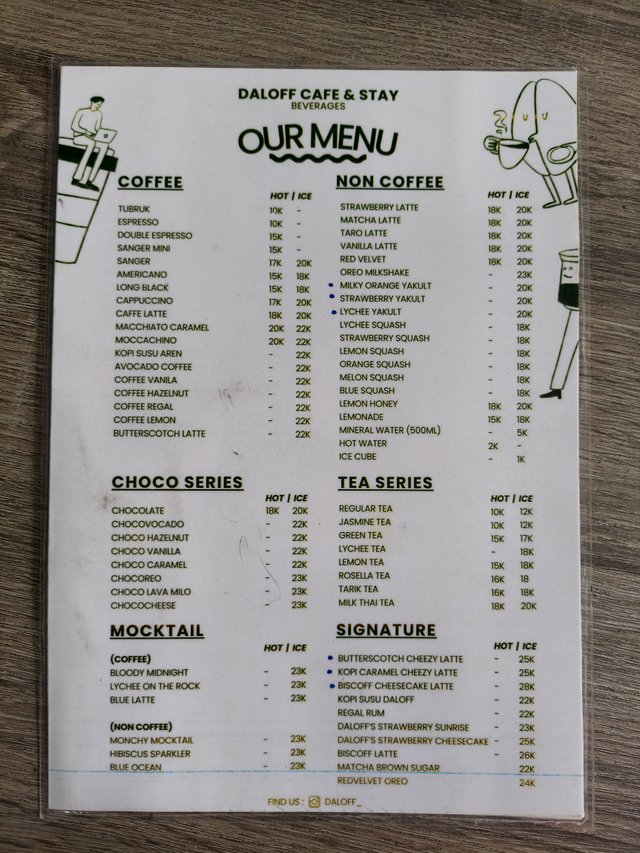 DALOFF CAFE & STAY
BEVERAGES
OUR MENU
COFFEE
HOT | ICE
TUBRUK 10K -
ESPRESSO 10K -
DOUBLE ESPRESSO 15K -
SANGER MINI 15K -
SANGER 17K 20K
AMERICANO 15K 18K
LONG BLACK 15K 18K
CAPPUCCINO 17K 20K
CAFFE LATTE 18K 20K
MACCHIATO CARAMEL 20K 22K
MOCCACHINO 20K 22K
KOPI SUSU AREN - 22K
AVOCADO COFFEE - 22K
COFFEE VANILA - 22K
COFFEE HAZELNUT - 22K
COFFEE REGAL - 22K
COFFEE LEMON - 22K
BUTTERSCOTCH LATTE - 22K
NON COFFEE
HOT | ICE
STRAWBERRY LATTE 18K 20K
MATCHA LATTE 18K 20K
TARO LATTE 18K 20K
VANILLA LATTE 18K 20K
RED VELVET 18K 20K
OREO MILKSHAKE - 23K
MILKY ORANGE YAKULT - 20K
STRAWBERRY YAKULT - 20K
LYCHEE YAKULT - 20K
LYCHEE SQUASH - 18K
STRAWBERRY SQUASH - 18K
LEMON SQUASH - 18K
ORANGE SQUASH - 18K
MELON SQUASH - 18K
BLUE SQUASH - 18K
LEMON HONEY 18K 20K
LEMONADE 15K 18K
MINERAL WATER (500ML) - 5K
HOT WATER 2K -
ICE CUBE - 1K
CHOCO SERIES
HOT | ICE
CHOCOLATE 18K 20K
CHOCOVOCADO - 22K
CHOCO HAZELNUT - 22K
CHOCO VANILLA - 22K
CHOCO CARAMEL - 22K
CHOCOREO - 23K
CHOCO LAVA MILO - 23K
CHOCOCHEESE - 23K
TEA SERIES
HOT | ICE
REGULAR TEA 10K 12K
JASMINE TEA 10K 12K
GREEN TEA 15K 17K
LYCHEE TEA - 18K
LEMON TEA 15K 18K
ROSELLA TEA 16K 18
TARIK TEA 16K 18K
MILK THAI TEA 18K 20K
MOCKTAIL
HOT | ICE
(COFFEE)
BLOODY MIDNIGHT - 23K
LYCHEE ON THE ROCK - 23K
BLUE LATTE - 23K
(NON COFFEE)
MONCHY MOCKTAIL - 23K
HIBISCUS SPARKLER - 23K
BLUE OCEAN - 23K
SIGNATURE
HOT | ICE
BUTTERSCOTCH CHEEZY LATTE - 25K
KOPI CARAMEL CHEEZY LATTE - 25K
BISCOFF CHEESECAKE LATTE - 28K
KOPI SUSU DALOFF - 22K
REGAL RUM - 22K
DALOFF'S STRAWBERRY SUNRISE - 23K
DALOFF'S STRAWBERRY CHEESECAKE - 25K
BISCOFF LATTE - 26K
MATCHA BROWN SUGAR 22K
REDVELVET OREO 24K
FIND US : DALOFF_